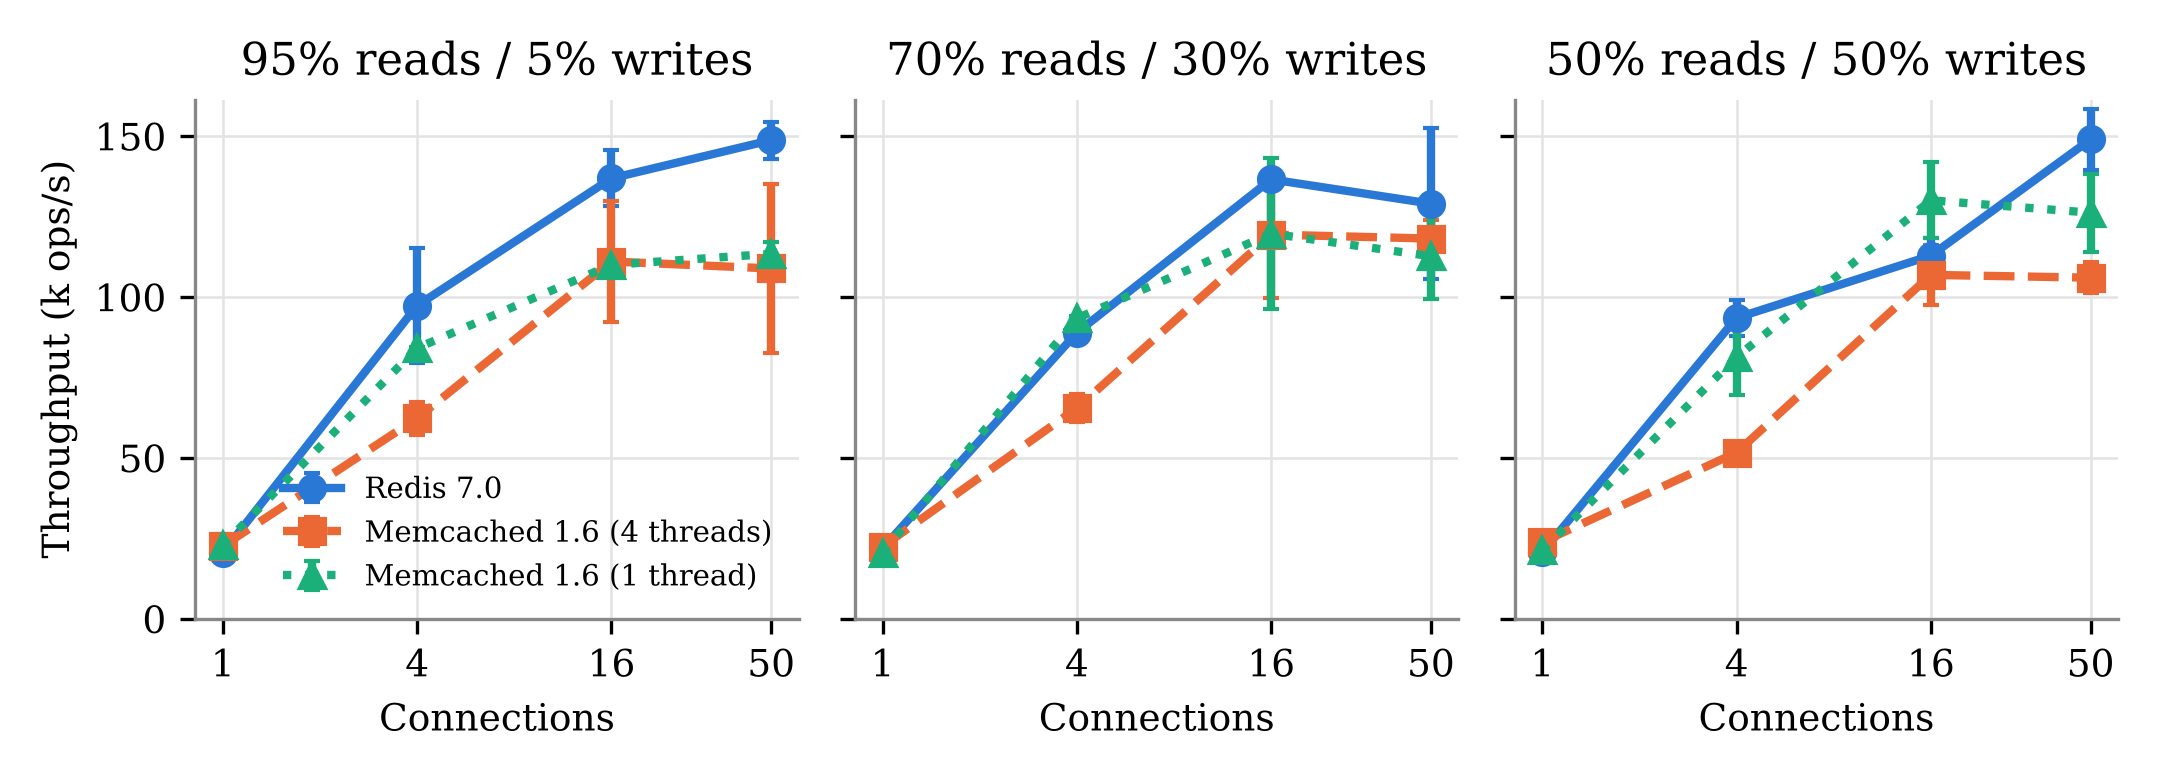 95% reads / 5% writes
70% reads / 30% writes
50% reads / 50% writes
Throughput (k ops/s)
150
100
50
0
Redis 7.0
Memcached 1.6 (4 threads)
Memcached 1.6 (1 thread)
1 4 16 50
1 4 16 50
1 4 16 50
Connections
Connections
Connections